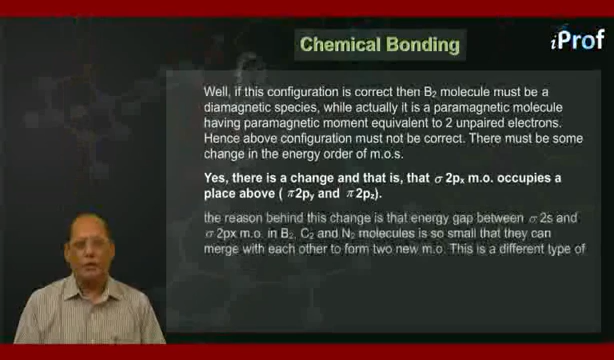 Chemical Bonding
iProf
Well, if this configuration is correct then B₂ molecule must be a
diamagnetic species, while actually it is a paramagnetic molecule
having paramagnetic moment equivalent to 2 unpaired electrons.
Hence above configuration must not be correct. There must be some
change in the energy order of m.o.s.
Yes, there is a change and that is, that σ 2pₓ m.o. occupies a
place above ( π2pᵧ and π2p_z).
the reason behind this change is that energy gap between σ 2s and
σ 2px m.o. in B₂, C₂ and N₂ molecules is so small that they can
merge with each other to form two new m.o. This is a different type of